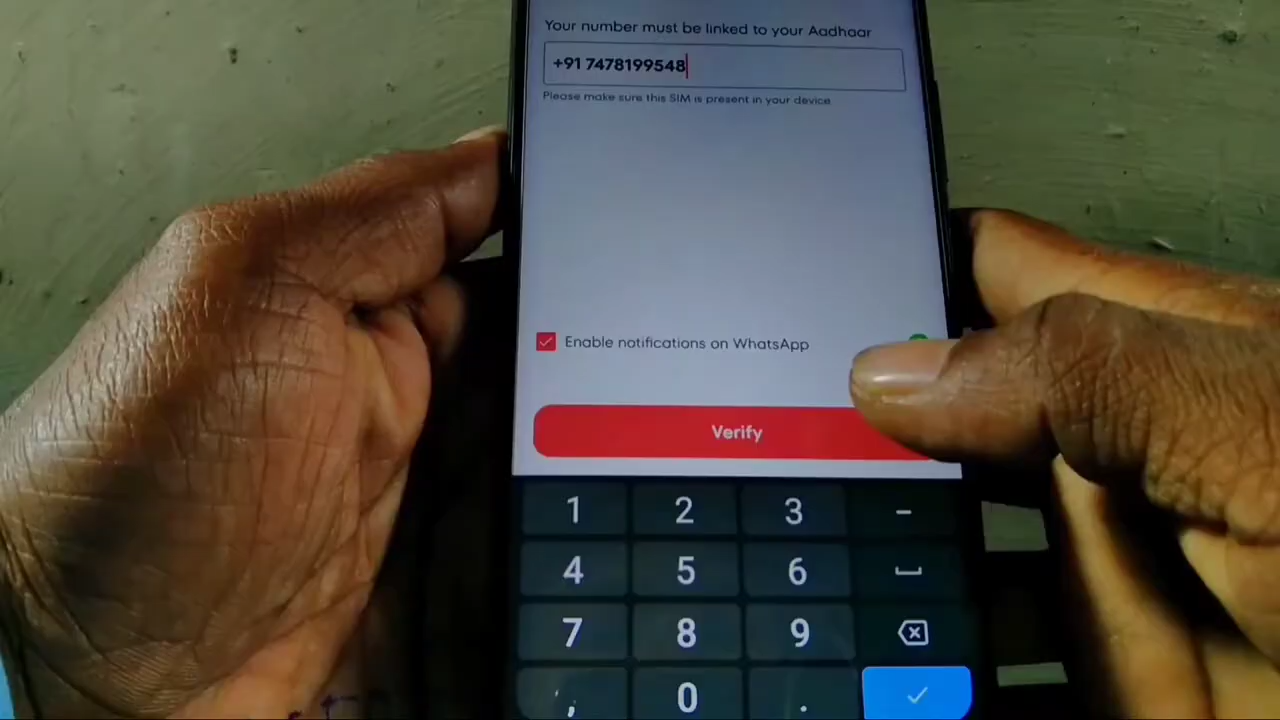 Your number must be linked to your Aadhaar
+91 7478199548
Please make sure this SIM is present in your device
Enable notifications on WhatsApp
Verify
1 2 3 -
4 5 6
7 8 9
, 0 .